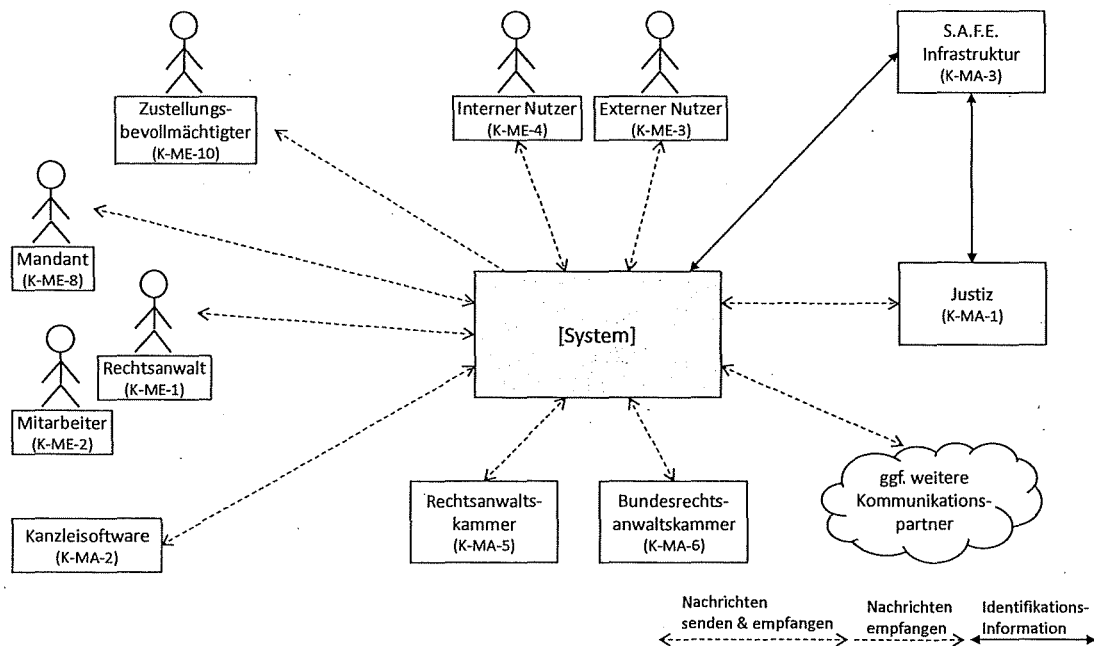 S.A.F.E.
Infrastruktur
(K-MA-3)
Zustellungs-
bevollmächtigter
(K-ME-10)
Interner Nutzer
(K-ME-4)
Externer Nutzer
(K-ME-3)
Mandant
(K-ME-8)
Rechtsanwalt
(K-ME-1)
Mitarbeiter
(K-ME-2)
[System]
Justiz
(K-MA-1)
Kanzleisoftware
(K-MA-2)
Rechtsanwalts-
kammer
(K-MA-5)
Bundesrechts-
anwaltskammer
(K-MA-6)
ggf. weitere
Kommunikations-
partner
Nachrichten
senden & empfangen
Nachrichten
empfangen
Identifikations-
Information